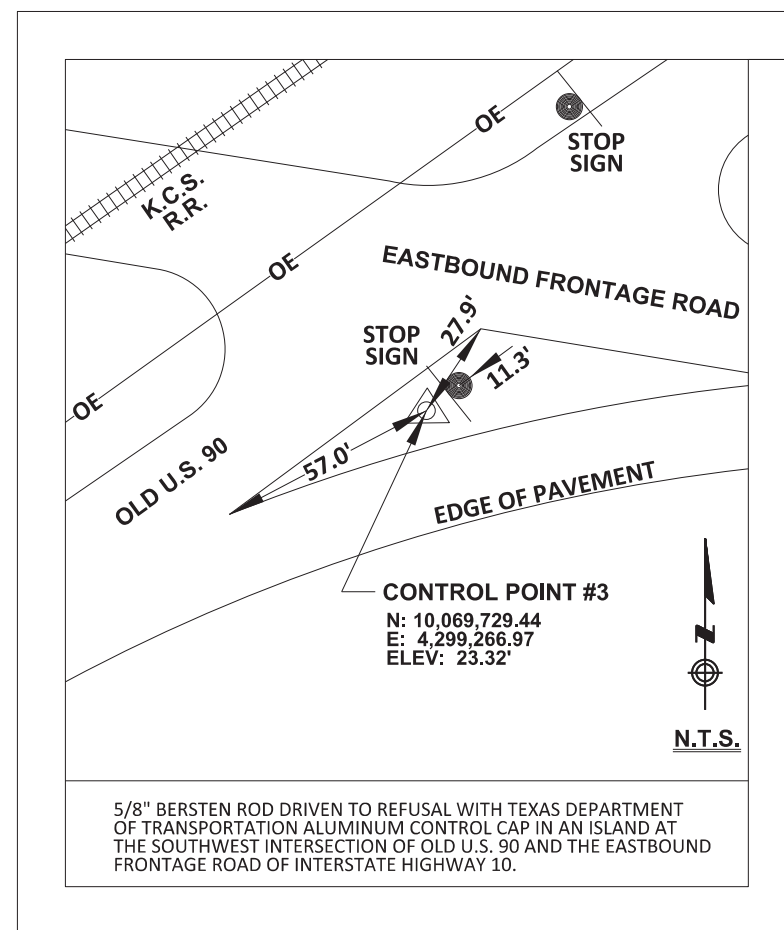 OE
STOP
SIGN
K.C.S.
R.R.
OE
EASTBOUND FRONTAGE ROAD
STOP
SIGN
27.9'
11.3'
OE
57.0'
OLD U.S. 90
EDGE OF PAVEMENT
CONTROL POINT #3
N: 10,069,729.44
E: 4,299,266.97
ELEV: 23.32'
N
N.T.S.
5/8" BERSTEN ROD DRIVEN TO REFUSAL WITH TEXAS DEPARTMENT
OF TRANSPORTATION ALUMINUM CONTROL CAP IN AN ISLAND AT
THE SOUTHWEST INTERSECTION OF OLD U.S. 90 AND THE EASTBOUND
FRONTAGE ROAD OF INTERSTATE HIGHWAY 10.